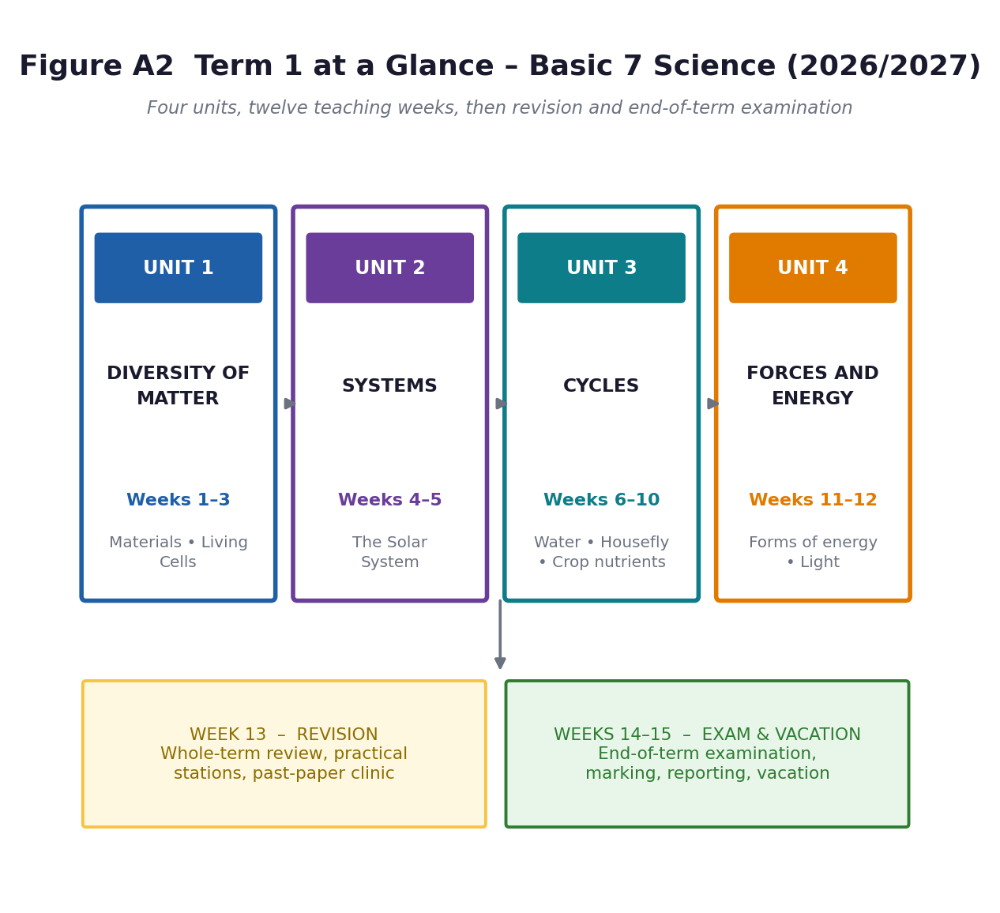 Figure A2  Term 1 at a Glance – Basic 7 Science (2026/2027)
Four units, twelve teaching weeks, then revision and end-of-term examination
UNIT 1
DIVERSITY OF
MATTER
Weeks 1–3
Materials • Living
Cells
UNIT 2
SYSTEMS
Weeks 4–5
The Solar
System
UNIT 3
CYCLES
Weeks 6–10
Water • Housefly
• Crop nutrients
UNIT 4
FORCES AND
ENERGY
Weeks 11–12
Forms of energy
• Light
WEEK 13  –  REVISION
Whole-term review, practical
stations, past-paper clinic
WEEKS 14–15  –  EXAM & VACATION
End-of-term examination,
marking, reporting, vacation